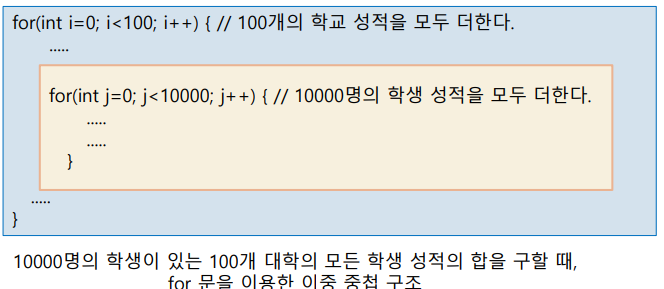 for(int i=0; i<100; i++) { // 100개의 학교 성적을 모두 더한다.
.....
for(int j=0; j<10000; j++) { // 10000명의 학생 성적을 모두 더한다.
.....
.....
}
.....
}
10000명의 학생이 있는 100개 대학의 모든 학생 성적의 합을 구할 때,
for 문을 이용한 이중 중첩 구조